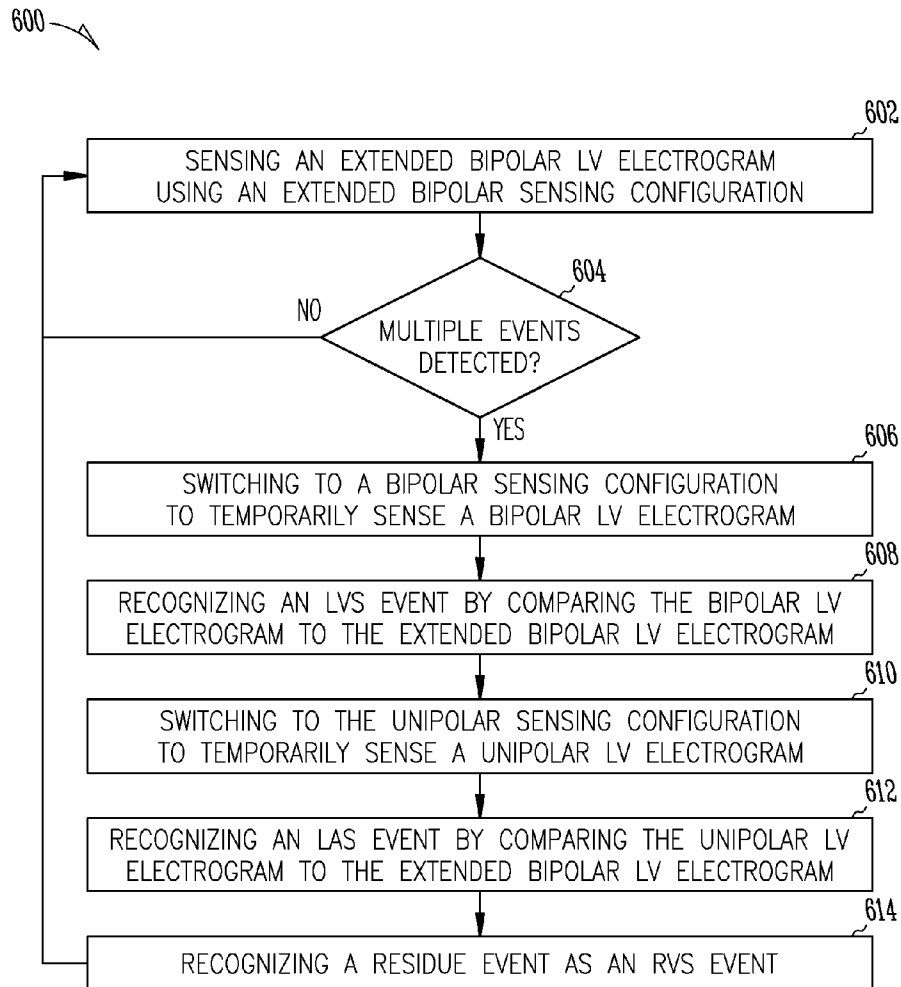 600
602
SENSING AN EXTENDED BIPOLAR LV ELECTROGRAM
USING AN EXTENDED BIPOLAR SENSING CONFIGURATION
604
NO
MULTIPLE EVENTS
DETECTED?
YES
606
SWITCHING TO A BIPOLAR SENSING CONFIGURATION
TO TEMPORARILY SENSE A BIPOLAR LV ELECTROGRAM
608
RECOGNIZING AN LVS EVENT BY COMPARING THE BIPOLAR LV
ELECTROGRAM TO THE EXTENDED BIPOLAR LV ELECTROGRAM
610
SWITCHING TO THE UNIPOLAR SENSING CONFIGURATION
TO TEMPORARILY SENSE A UNIPOLAR LV ELECTROGRAM
612
RECOGNIZING AN LAS EVENT BY COMPARING THE UNIPOLAR LV
ELECTROGRAM TO THE EXTENDED BIPOLAR LV ELECTROGRAM
614
RECOGNIZING A RESIDUE EVENT AS AN RVS EVENT